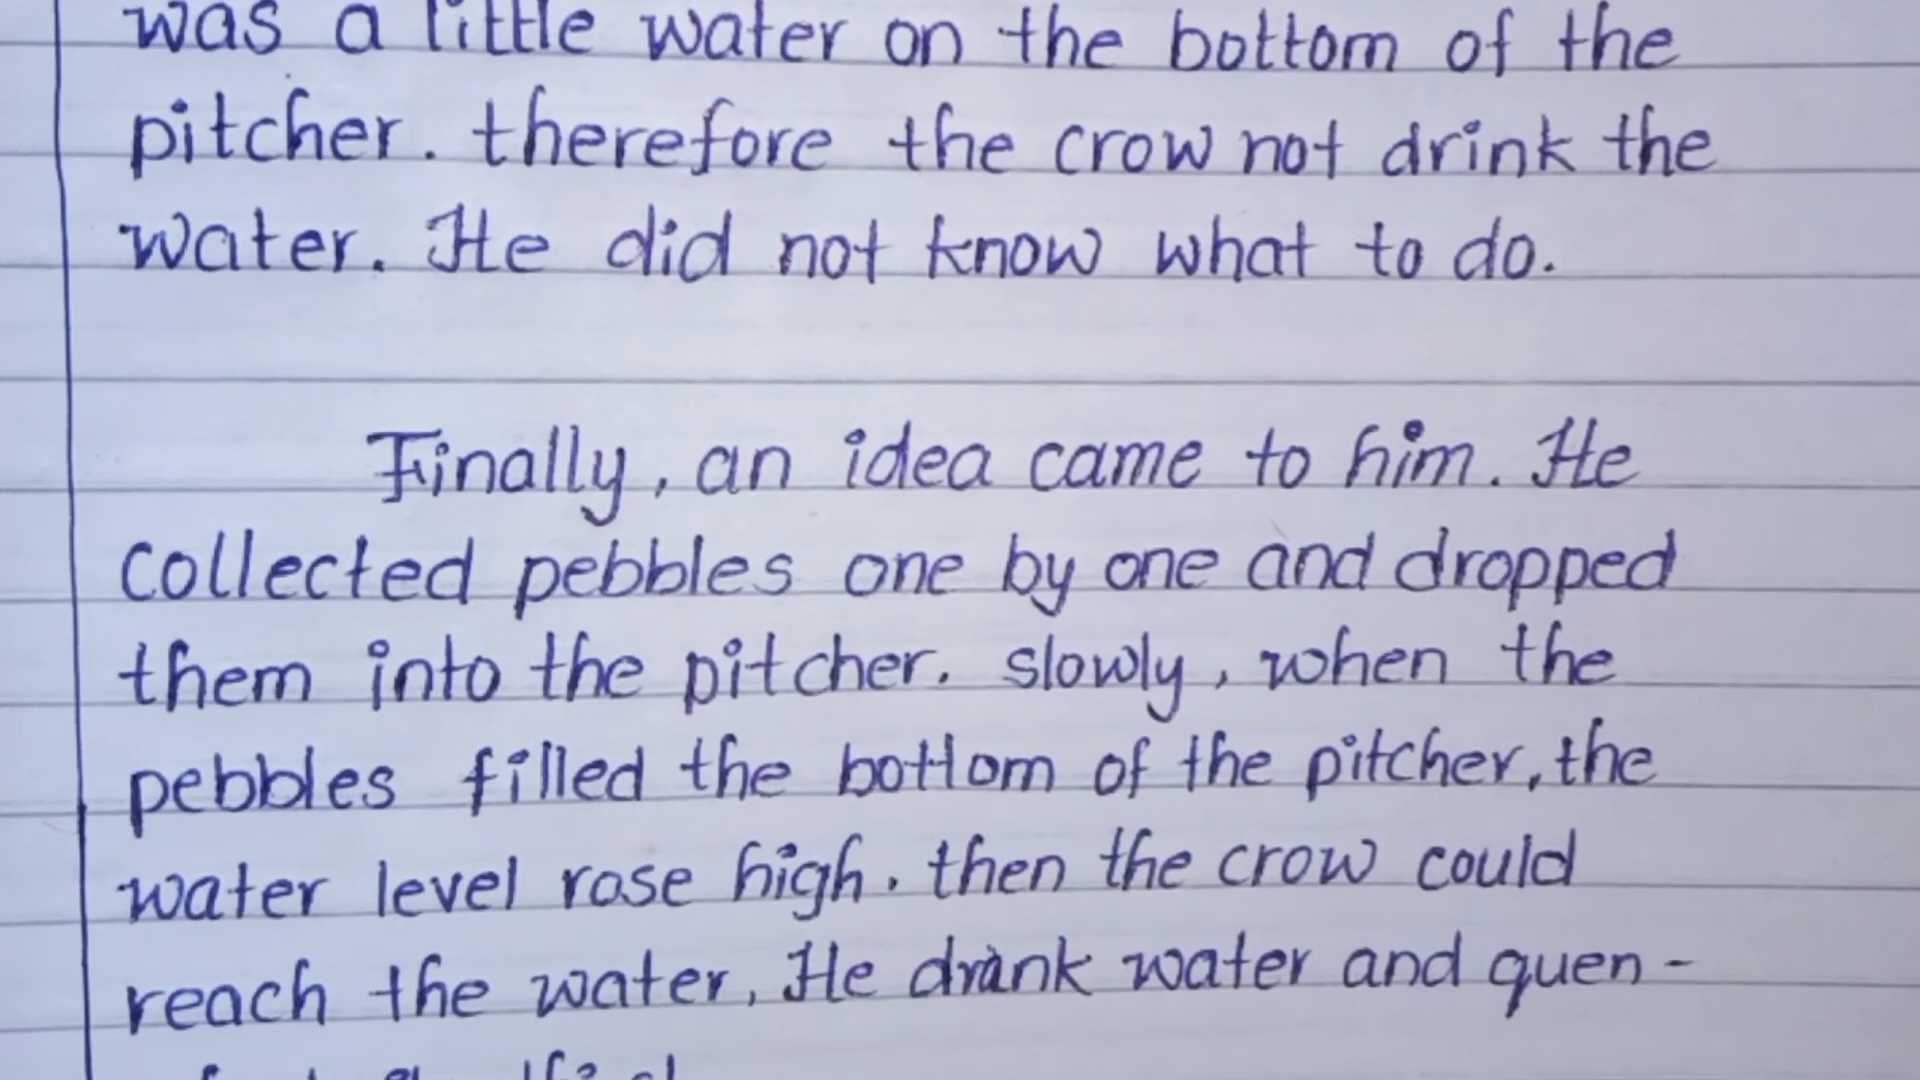 was a little water on the bottom of the
pitcher. therefore the crow not drink the
water. He did not know what to do.
Finally, an idea came to him. He
collected pebbles one by one and dropped
them into the pitcher. slowly, when the
pebbles filled the bottom of the pitcher, the
water level rose high. then the crow could
reach the water, He drank water and quen-